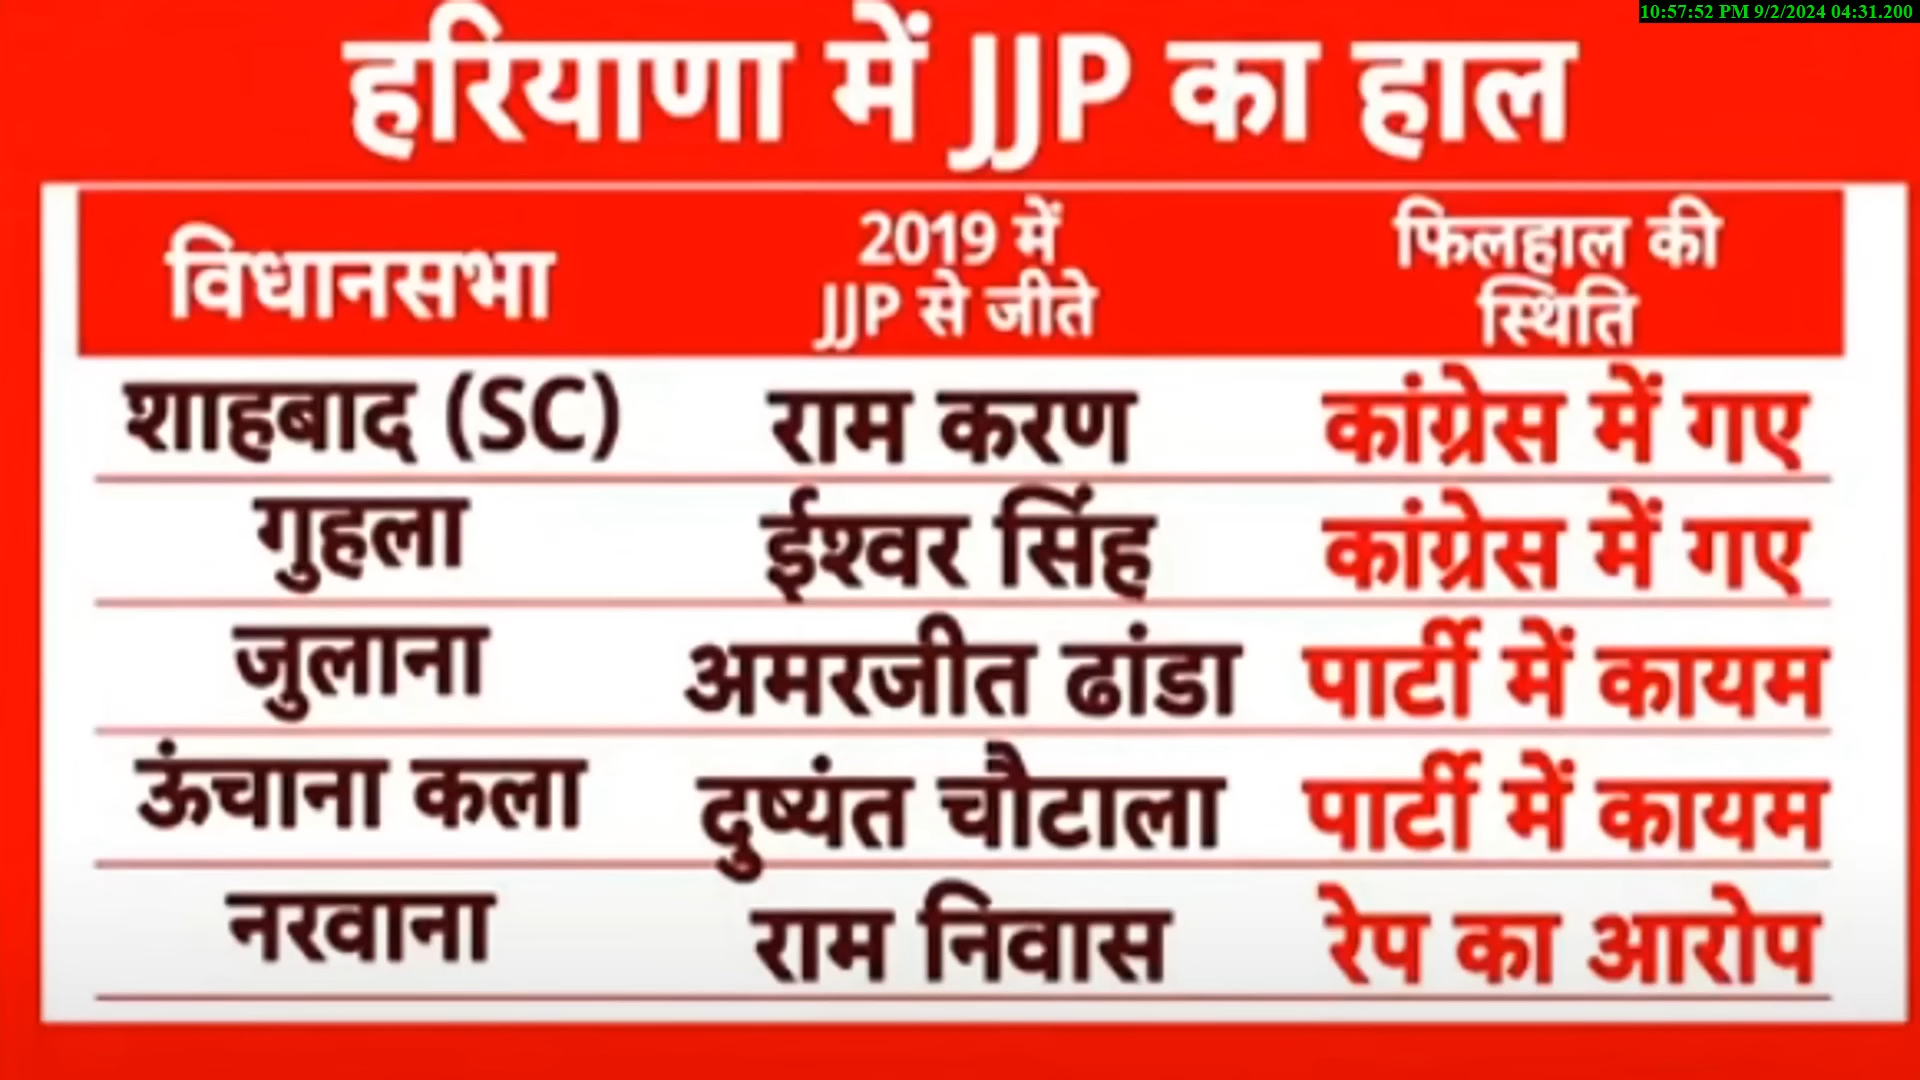 10:57:52 PM 9/2/2024 04:31.200
हरियाणा में JJP का हाल
विधानसभा 2019 में JJP से जीते फिलहाल की स्थिति
शाहबाद (SC) राम करण कांग्रेस में गए
गुहला ईश्वर सिंह कांग्रेस में गए
जुलाना अमरजीत ढांडा पार्टी में कायम
ऊंचाना कला दुष्यंत चौटाला पार्टी में कायम
नरवाना राम निवास रेप का आरोप